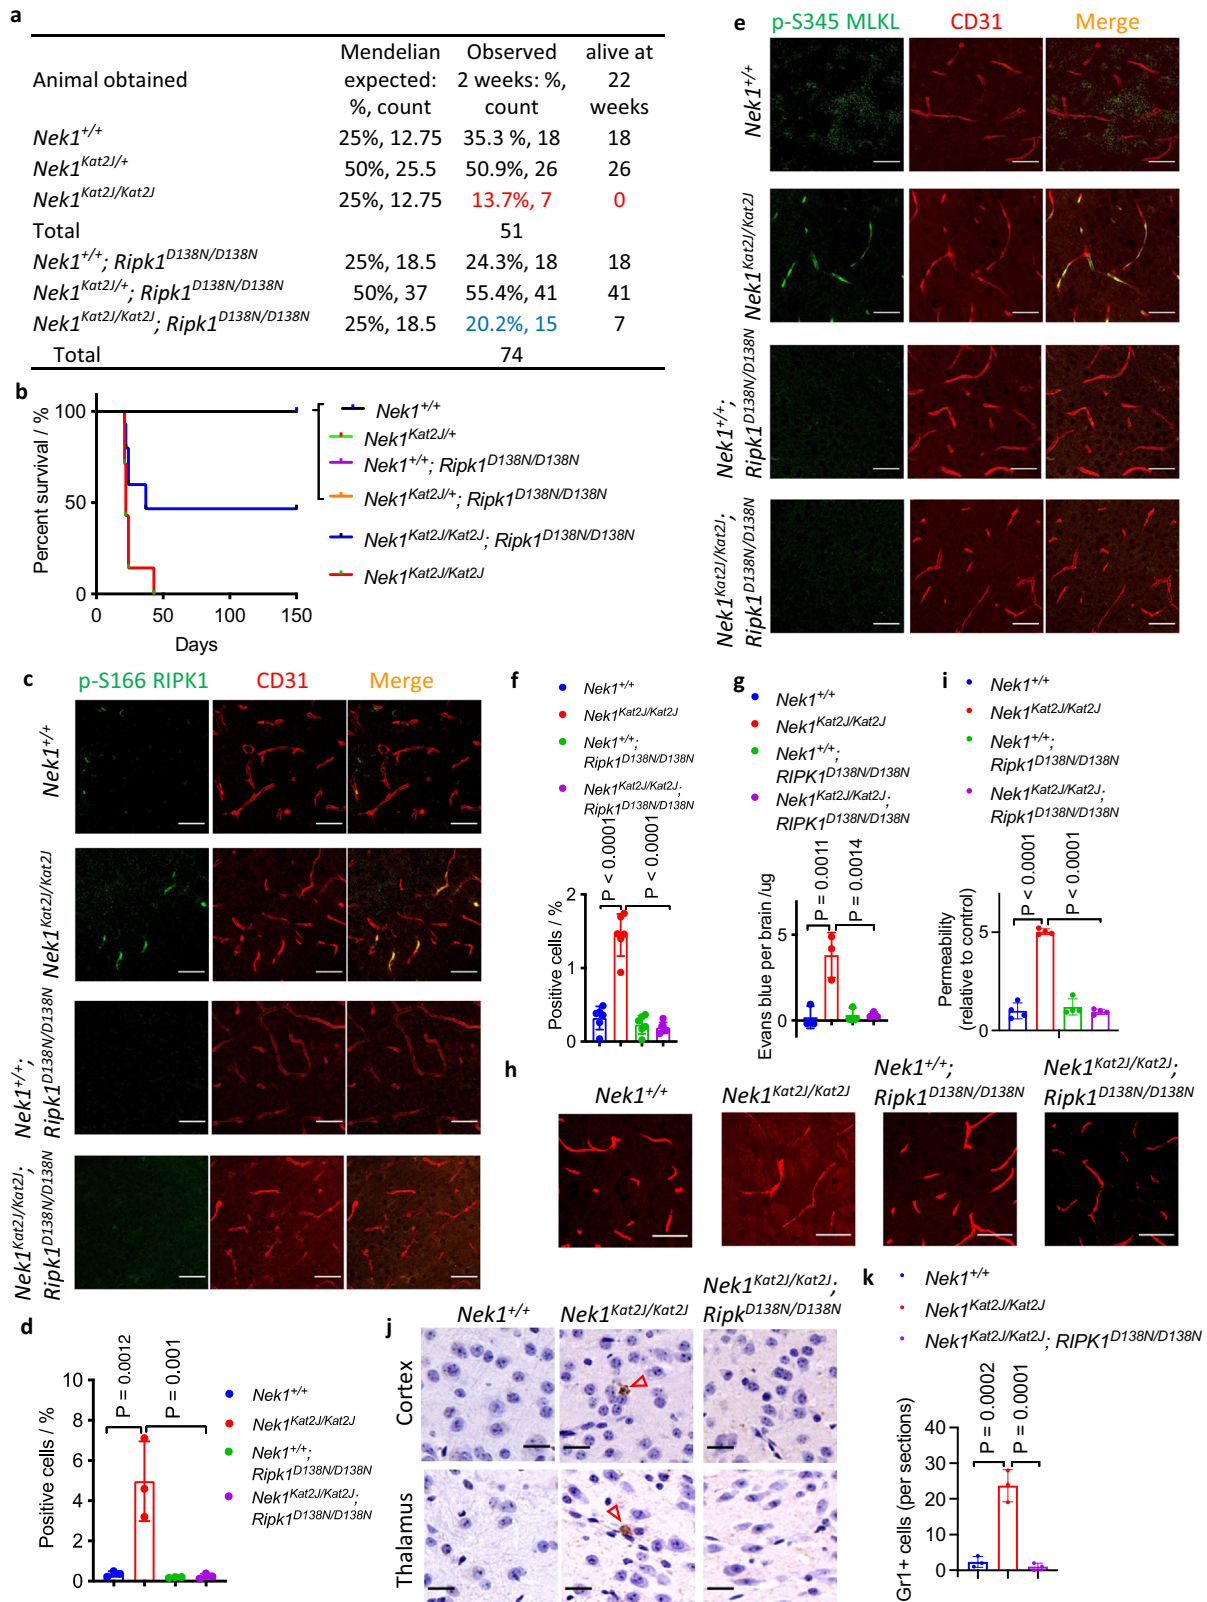 a
Animal obtained
Mendelian expected: %, count
Observed 2 weeks: %, count
alive at 22 weeks
Nek1+/+ 25%, 12.75 35.3 %, 18 18
Nek1Kat2J/+ 50%, 25.5 50.9%, 26 26
Nek1Kat2J/Kat2J 25%, 12.75 13.7%, 7 0
Total 51
Nek1+/+; Ripk1D138N/D138N 25%, 18.5 24.3%, 18 18
Nek1Kat2J/+; Ripk1D138N/D138N 50%, 37 55.4%, 41 41
Nek1Kat2J/Kat2J; Ripk1D138N/D138N 25%, 18.5 20.2%, 15 7
Total 74
b
Percent survival / %
100
50
0
0 50 100 150
Days
Nek1+/+
Nek1Kat2J/+
Nek1+/+; Ripk1D138N/D138N
Nek1Kat2J/+; Ripk1D138N/D138N
Nek1Kat2J/Kat2J; Ripk1D138N/D138N
Nek1Kat2J/Kat2J
c
p-S166 RIPK1 CD31 Merge
Nek1+/+
Nek1Kat2J/Kat2J
Nek1+/+;
Ripk1D138N/D138N
Nek1Kat2J/Kat2J;
Ripk1D138N/D138N
d
Positive cells / %
10
8
6
4
2
0
P = 0.0012
P = 0.001
Nek1+/+
Nek1Kat2J/Kat2J
Nek1+/+;
Ripk1D138N/D138N
Nek1Kat2J/Kat2J;
Ripk1D138N/D138N
e
p-S345 MLKL CD31 Merge
Nek1+/+
Nek1Kat2J/Kat2J
Nek1+/+;
Ripk1D138N/D138N
Nek1Kat2J/Kat2J;
Ripk1D138N/D138N
f
Nek1+/+
Nek1Kat2J/Kat2J
Nek1+/+;
Ripk1D138N/D138N
Nek1Kat2J/Kat2J;
Ripk1D138N/D138N
P < 0.0001
P < 0.0001
Positive cells / %
2
1
0
g
Nek1+/+
Nek1Kat2J/Kat2J
Nek1+/+;
RIPK1D138N/D138N
Nek1Kat2J/Kat2J;
RIPK1D138N/D138N
P = 0.0011
P = 0.0014
Evans blue per brain /ug
5
0
i
Nek1+/+
Nek1Kat2J/Kat2J
Nek1+/+;
Ripk1D138N/D138N
Nek1Kat2J/Kat2J;
Ripk1D138N/D138N
P < 0.0001
P < 0.0001
Permeability
(relative to control)
5
0
h
Nek1+/+
Nek1Kat2J/Kat2J
Nek1+/+;
Ripk1D138N/D138N
Nek1Kat2J/Kat2J;
Ripk1D138N/D138N
j
Nek1+/+
Nek1Kat2J/Kat2J
Nek1Kat2J/Kat2J;
RipkD138N/D138N
Cortex
Thalamus
k
Nek1+/+
Nek1Kat2J/Kat2J
Nek1Kat2J/Kat2J; RIPK1D138N/D138N
P = 0.0002
P = 0.0001
Gr1+ cells (per sections)
40
30
20
10
0